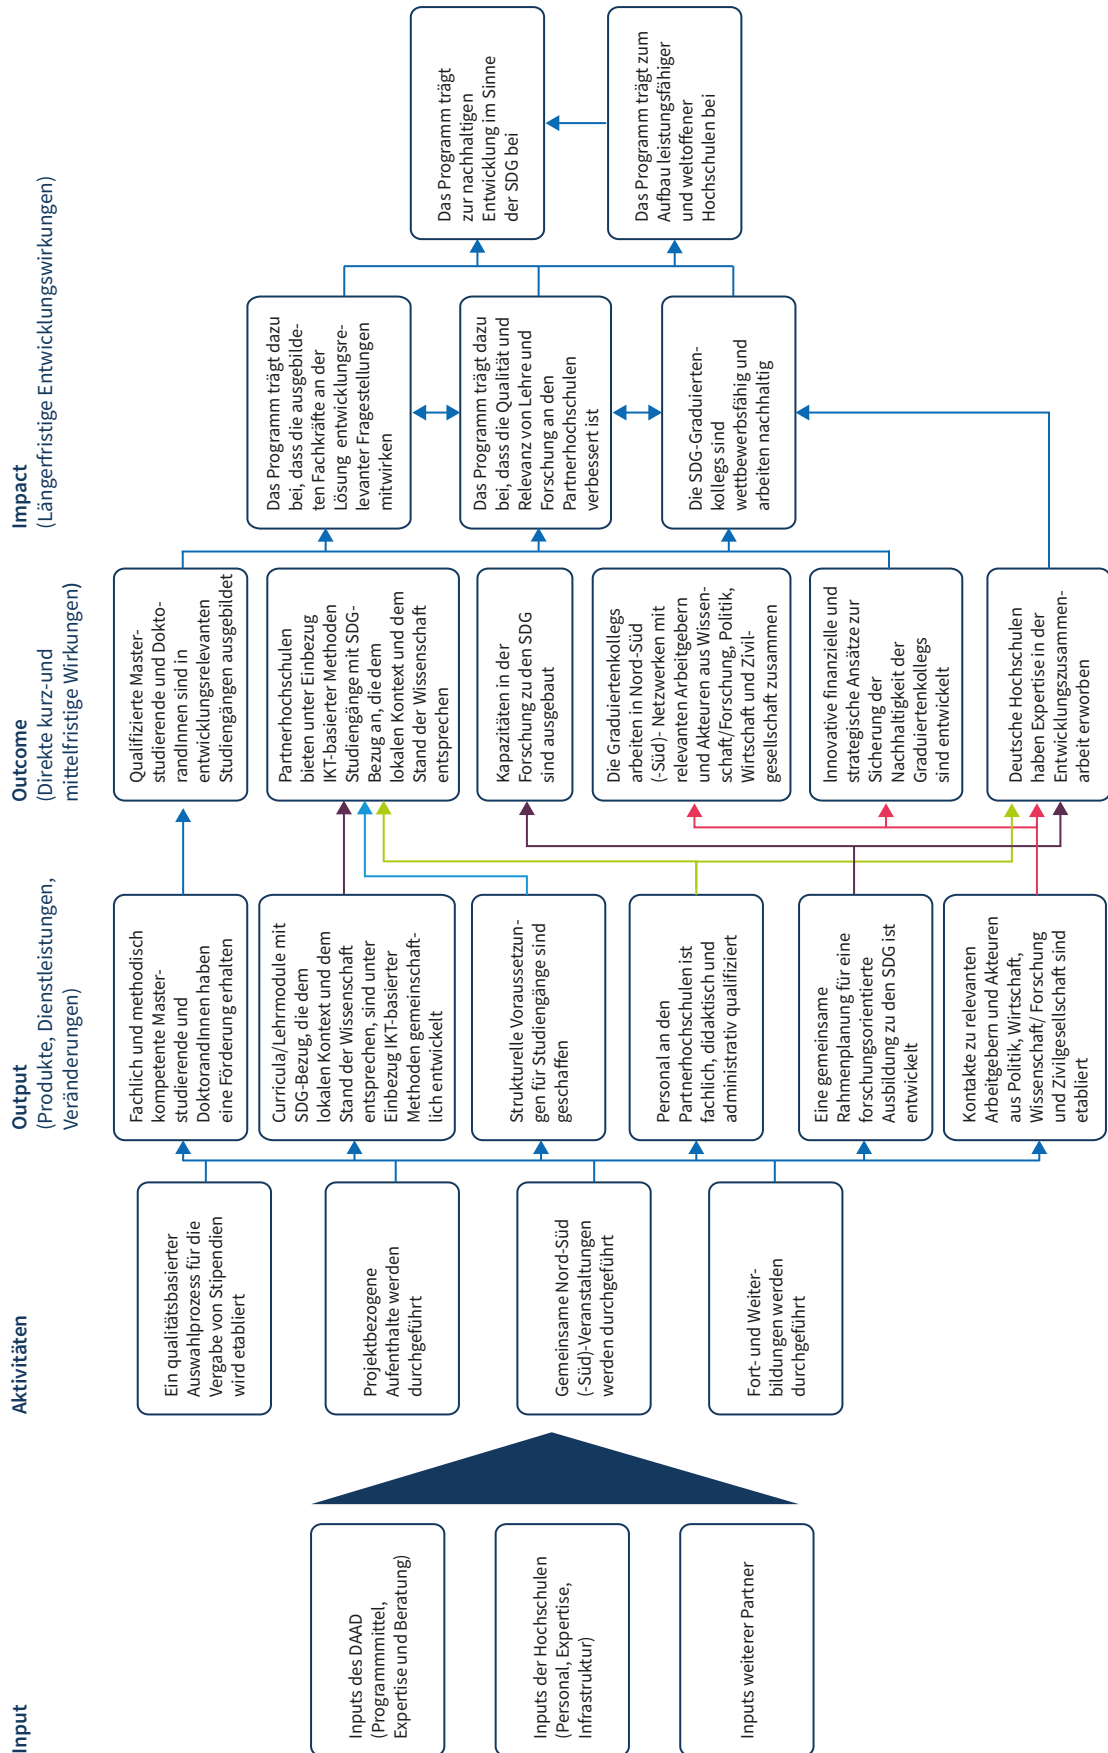 Input
Inputs des DAAD
(Programmmittel,
Expertise und Beratung)
Inputs der Hochschulen
(Personal, Expertise,
Infrastruktur)
Inputs weiterer Partner
Aktivitäten
Ein qualitätsbasierter
Auswahlprozess für die
Vergabe von Stipendien
wird etabliert
Projektbezogene
Aufenthalte werden
durchgeführt
Gemeinsame Nord-Süd
(-Süd)-Veranstaltungen
werden durchgeführt
Fort- und Weiter-
bildungen werden
durchgeführt
Output
(Produkte, Dienstleistungen,
Veränderungen)
Fachlich und methodisch
kompetente Master-
studierende und
DoktorandInnen haben
eine Förderung erhalten
Curricula/Lehrmodule mit
SDG-Bezug, die dem
lokalen Kontext und dem
Stand der Wissenschaft
entsprechen, sind unter
Einbezug IKT-basierter
Methoden gemeinschaft-
lich entwickelt
Strukturelle Voraussetzun-
gen für Studiengänge sind
geschaffen
Personal an den
Partnerhochschulen ist
fachlich, didaktisch und
administrativ qualifiziert
Eine gemeinsame
Rahmenplanung für eine
forschungsorientierte
Ausbildung zu den SDG ist
entwickelt
Kontakte zu relevanten
Arbeitgebern und Akteuren
aus Politik, Wirtschaft,
Wissenschaft/ Forschung
und Zivilgesellschaft sind
etabliert
Outcome
(Direkte kurz-und
mittelfristige Wirkungen)
Qualifizierte Master-
studierende und Dokto-
randInnen sind in
entwicklungsrelevanten
Studiengängen ausgebildet
Partnerhochschulen
bieten unter Einbezug
IKT-basierter Methoden
Studiengänge mit SDG-
Bezug an, die dem
lokalen Kontext und dem
Stand der Wissenschaft
entsprechen
Kapazitäten in der
Forschung zu den SDG
sind ausgebaut
Die Graduiertenkollegs
arbeiten in Nord-Süd
(-Süd)- Netzwerken mit
relevanten Arbeitgebern
und Akteuren aus Wissen-
schaft/Forschung, Politik,
Wirtschaft und Zivil-
gesellschaft zusammen
Innovative finanzielle und
strategische Ansätze zur
Sicherung der
Nachhaltigkeit der
Graduiertenkollegs
sind entwickelt
Deutsche Hochschulen
haben Expertise in der
Entwicklungszusammmen-
arbeit erworben
Impact
(Längerfristige Entwicklungswirkungen)
Das Programm trägt dazu
bei, dass die ausgebilde-
ten Fachkräfte an der
Lösung entwicklungsre-
levanter Fragestellungen
mitwirken
Das Programm trägt dazu
bei, dass die Qualität und
Relevanz von Lehre und
Forschung an den
Partnerhochschulen
verbessert ist
Die SDG-Graduierten-
kollegs sind
wettbewerbsfähig und
arbeiten nachhaltig
Das Programm trägt
zur nachhaltigen
Entwicklung im Sinne
der SDG bei
Das Programm trägt zum
Aufbau leistungsfähiger
und weltoffener
Hochschulen bei